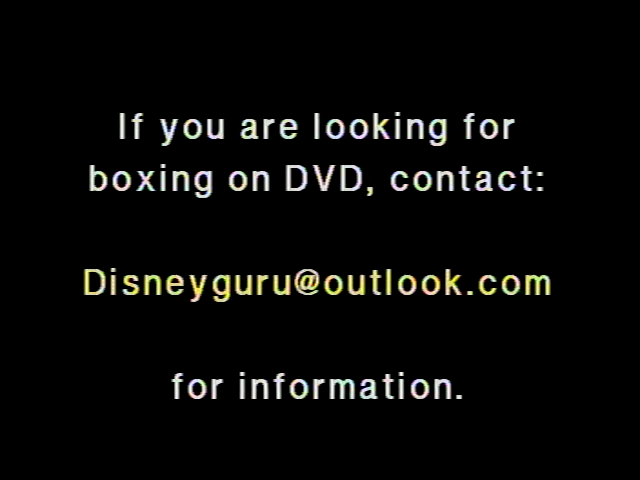 If you are looking for
boxing on DVD, contact:
Disneyguru@outlook.com
for information.